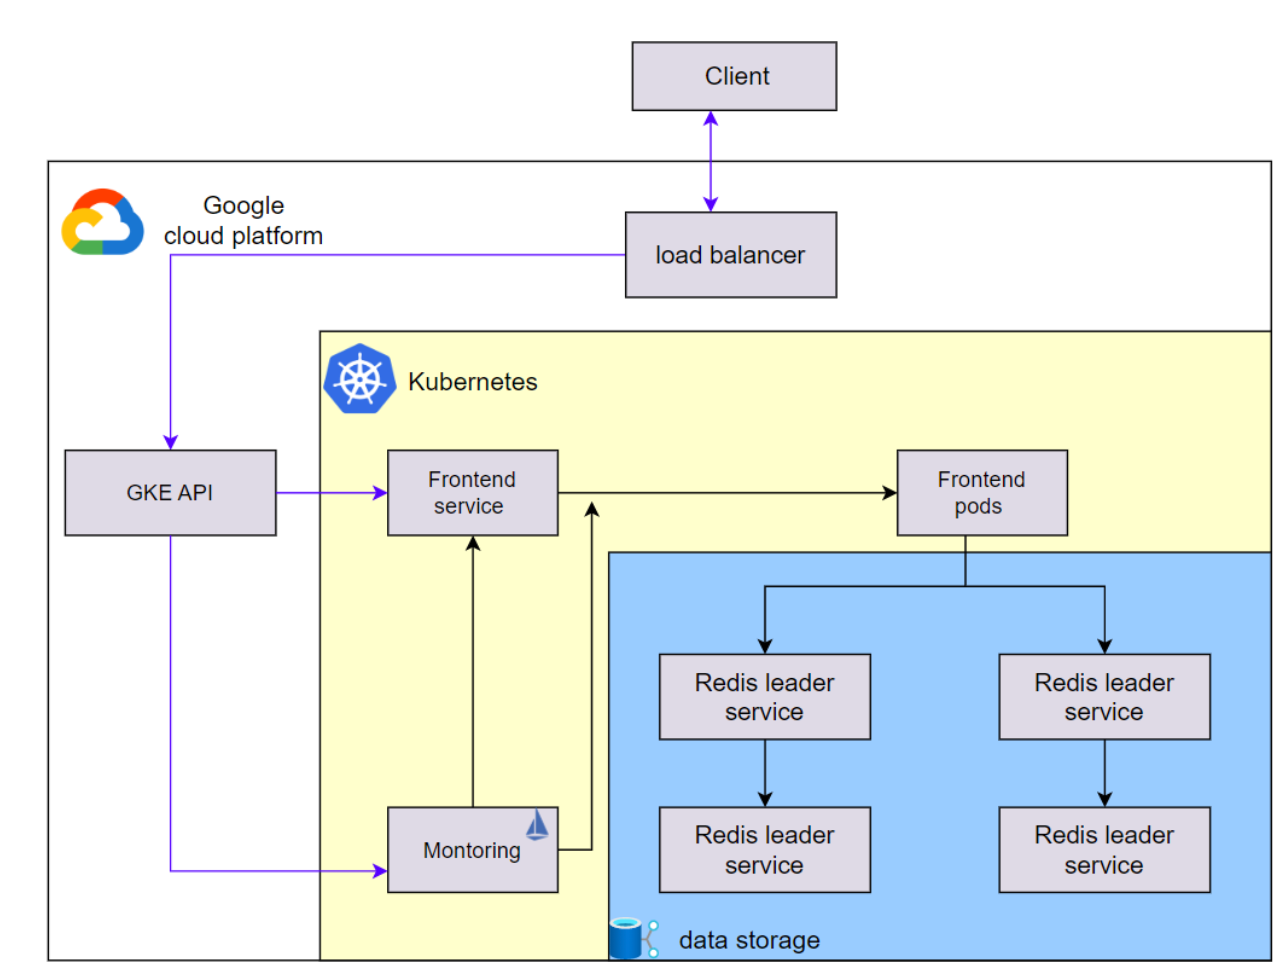 Client
Google
cloud platform
load balancer
Kubernetes
GKE API
Frontend
service
Frontend
pods
Redis leader
service
Redis leader
service
Montoring
Redis leader
service
Redis leader
service
data storage